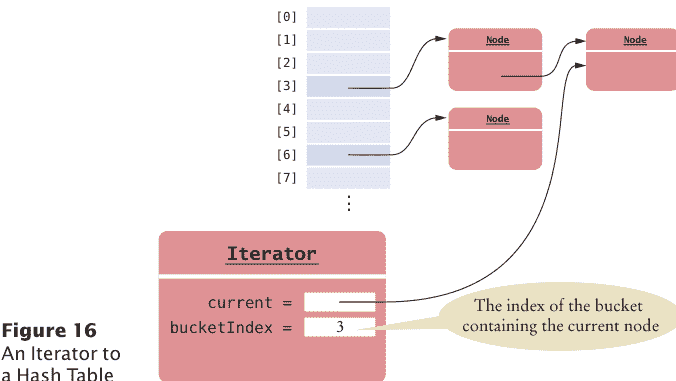 [0]
[1]
Node
Node
[2]
[3]
[4]
Node
[5]
[6]
[7]
Iterator
current =
The index of the bucket
containing the current node
bucketIndex = 3
Figure 16
An Iterator to
a Hash Table